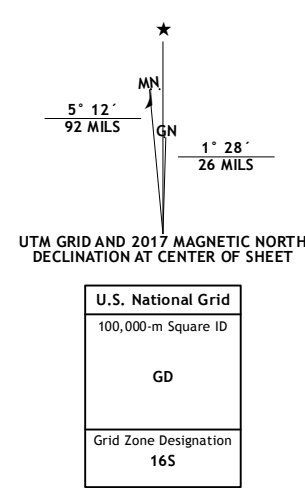 MN
5° 12´
92 MILS
GN
1° 28´
26 MILS
UTM GRID AND 2017 MAGNETIC NORTH
DECLINATION AT CENTER OF SHEET
U.S. National Grid
100,000-m Square ID
GD
Grid Zone Designation
16S